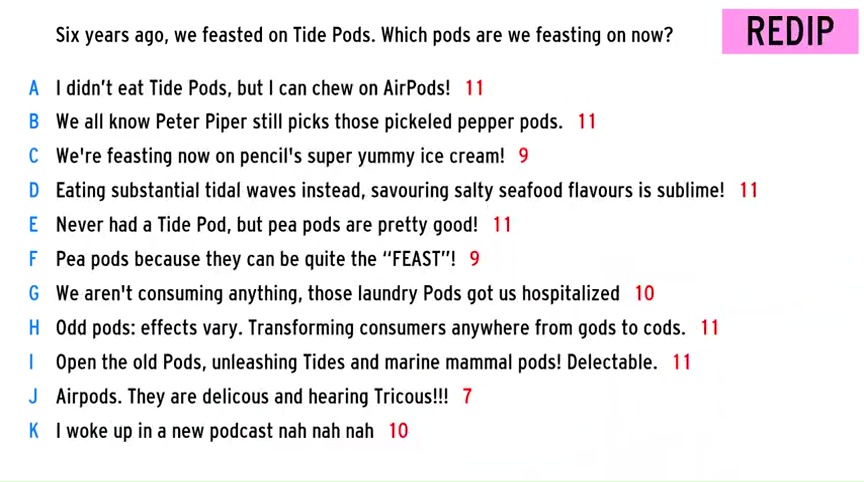 Six years ago, we feasted on Tide Pods. Which pods are we feasting on now?
REDIP
A I didn't eat Tide Pods, but I can chew on AirPods! 11
B We all know Peter Piper still picks those pickeled pepper pods. 11
C We're feasting now on pencil's super yummy ice cream! 9
D Eating substantial tidal waves instead, savouring salty seafood flavours is sublime! 11
E Never had a Tide Pod, but pea pods are pretty good! 11
F Pea pods because they can be quite the “FEAST”! 9
G We aren't consuming anything, those laundry Pods got us hospitalized 10
H Odd pods: effects vary. Transforming consumers anywhere from gods to cods. 11
I Open the old Pods, unleashing Tides and marine mammal pods! Delectable. 11
J Airpods. They are delicous and hearing Tricous!!! 7
K I woke up in a new podcast nah nah nah 10